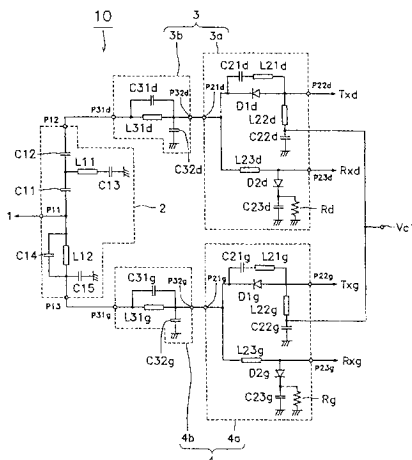 10
3
3b
3a
C21d L21d
P22d
Txd
C31d
P32d
P21d
P31d
D1d
L22d
C22d
P12
L31d
C32d
L23d
Rxd
P23d
C12
L11
C13
D2d
C23d
Rd
C11
1
P11
2
Vc1
C14
L12
C15
C21g L21g
P22g
Txg
P13
C31g
P32g
P21g
P31g
D1g
L22g
C22g
L31g
C32g
L23g
Rxg
P23g
D2g
C23g
Rg
4b
4a
4